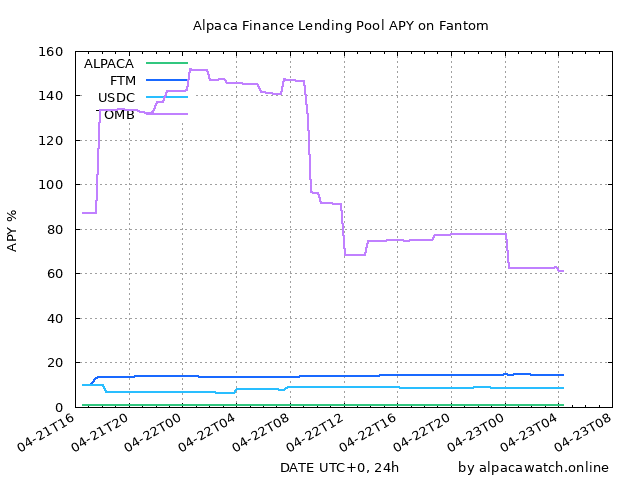 Alpaca Finance Lending Pool APY on Fantom
160
140
120
100
80
60
40
20
0
APY %
ALPACA
FTM
USDC
TOMB
04-21T16
04-21T20
04-22T00
04-22T04
04-22T08
04-22T12
04-22T16
04-22T20
04-23T00
04-23T04
04-23T08
DATE UTC+0, 24h
by alpacawatch.online